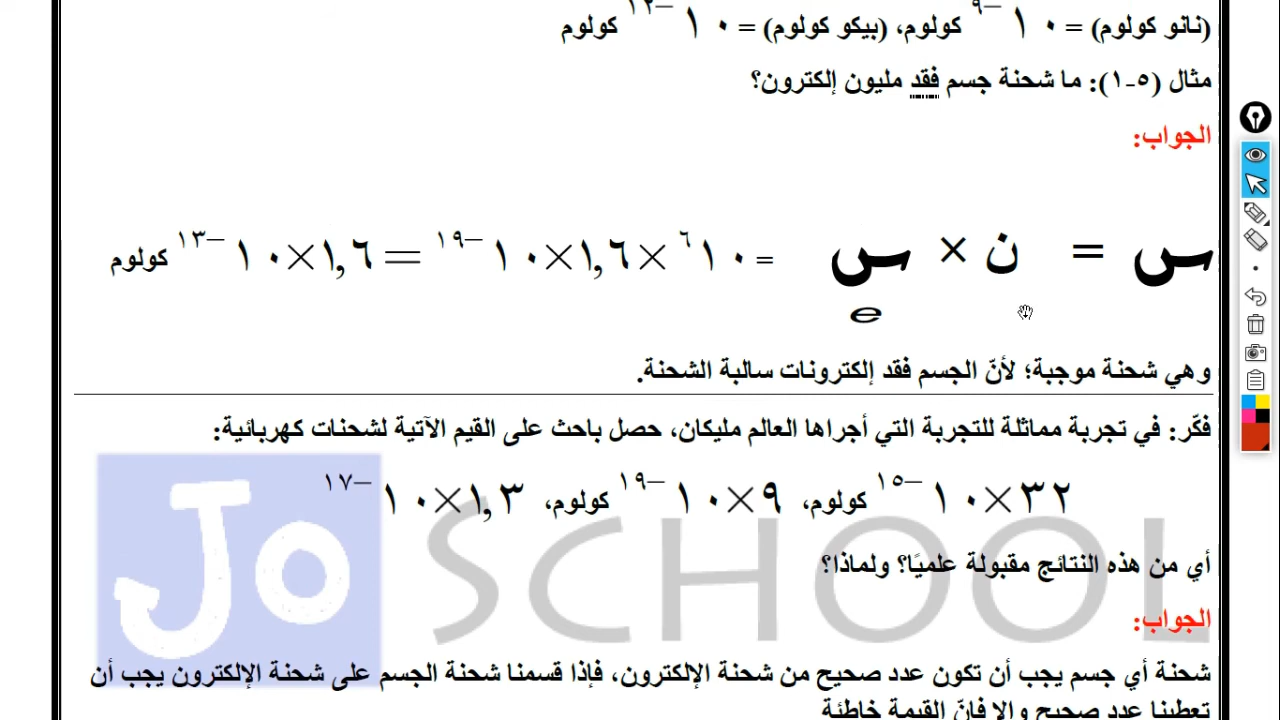 (نانو كولوم) = ١٠^−٩ كولوم، (بيكو كولوم) = ١٠^−١٢ كولوم
مثال (٥-١): ما شحنة جسم فقد مليون إلكترون؟
الجواب:
س = ن × س e = ١٠^٦ × ١,٦×١٠^−١٩ = ١,٦×١٠^−١٣ كولوم
وهي شحنة موجبة؛ لأنّ الجسم فقد إلكترونات سالبة الشحنة.
فكّر: في تجربة مماثلة للتجربة التي أجراها العالم مليكان، حصل باحث على القيم الآتية لشحنات كهربائية:
٣٢×١٠^−١٥ كولوم، ٩×١٠^−١٩ كولوم، ١,٣×١٠^−١٧
أي من هذه النتائج مقبولة علميًا؟ ولماذا؟
الجواب:
شحنة أي جسم يجب أن تكون عدد صحيح من شحنة الإلكترون، فإذا قسمنا شحنة الجسم على شحنة الإلكترون يجب أن
تعطينا عدد صحيح وإلا فإنّ القيمة خاطئة
Jo SCHOOL